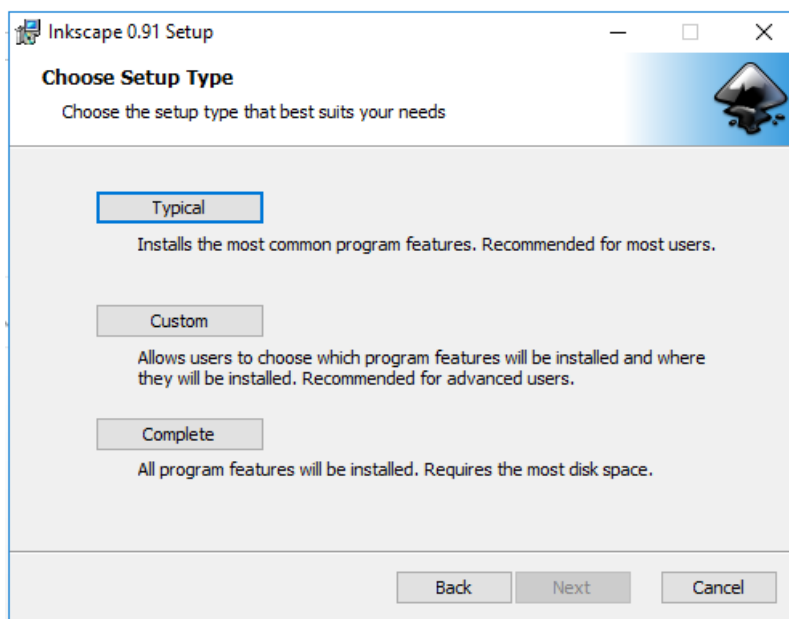 Inkscape 0.91 Setup
Choose Setup Type
Choose the setup type that best suits your needs
Typical
Installs the most common program features. Recommended for most users.
Custom
Allows users to choose which program features will be installed and where
they will be installed. Recommended for advanced users.
Complete
All program features will be installed. Requires the most disk space.
Back Next Cancel